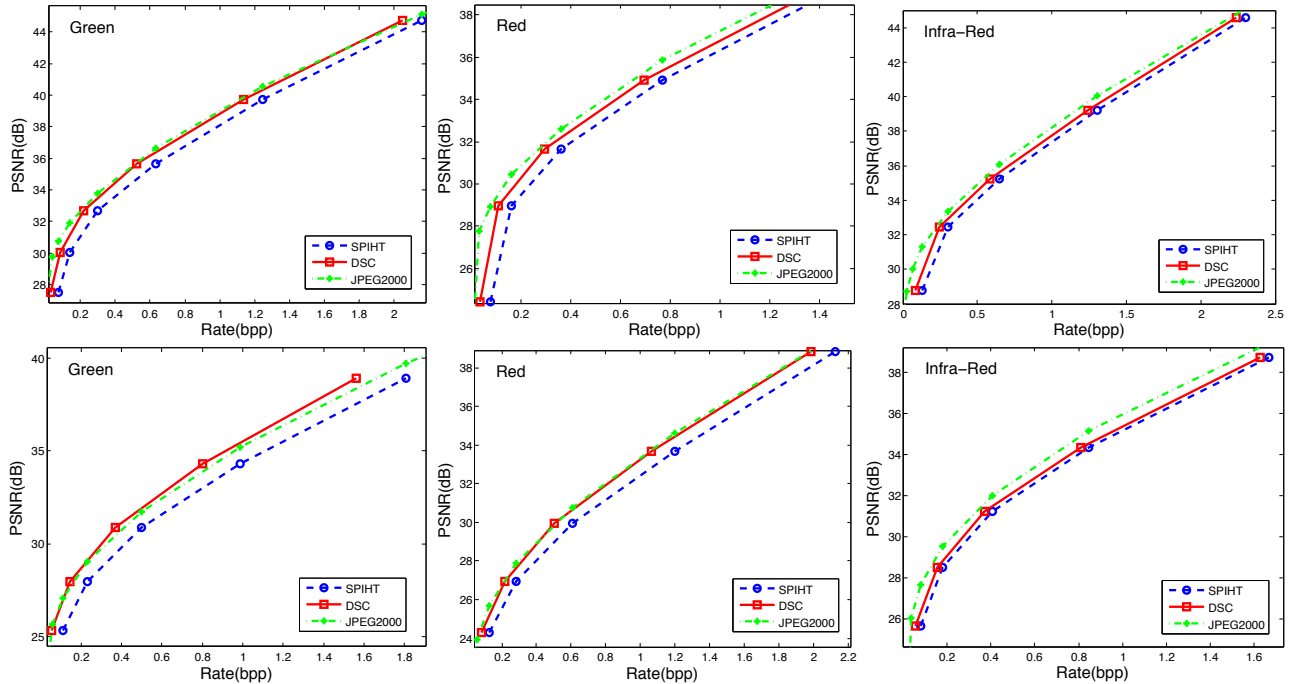 Green
PSNR(dB)
44
42
40
38
36
34
32
30
28
0.2 0.4 0.6 0.8 1 1.2 1.4 1.6 1.8 2
Rate(bpp)
SPIHT
DSC
JPEG2000
Red
PSNR(dB)
38
36
34
32
30
28
26
0.2 0.4 0.6 0.8 1 1.2 1.4
Rate(bpp)
SPIHT
DSC
JPEG2000
Infra-Red
PSNR(dB)
44
42
40
38
36
34
32
30
28
0 0.5 1 1.5 2 2.5
Rate(bpp)
SPIHT
DSC
JPEG2000
Green
PSNR(dB)
40
35
30
25
0.2 0.4 0.6 0.8 1 1.2 1.4 1.6 1.8
Rate(bpp)
SPIHT
DSC
JPEG2000
Red
PSNR(dB)
38
36
34
32
30
28
26
24
0.2 0.4 0.6 0.8 1 1.2 1.4 1.6 1.8 2 2.2
Rate(bpp)
SPIHT
DSC
JPEG2000
Infra-Red
PSNR(dB)
38
36
34
32
30
28
26
0.2 0.4 0.6 0.8 1 1.2 1.4 1.6
Rate(bpp)
SPIHT
DSC
JPEG2000